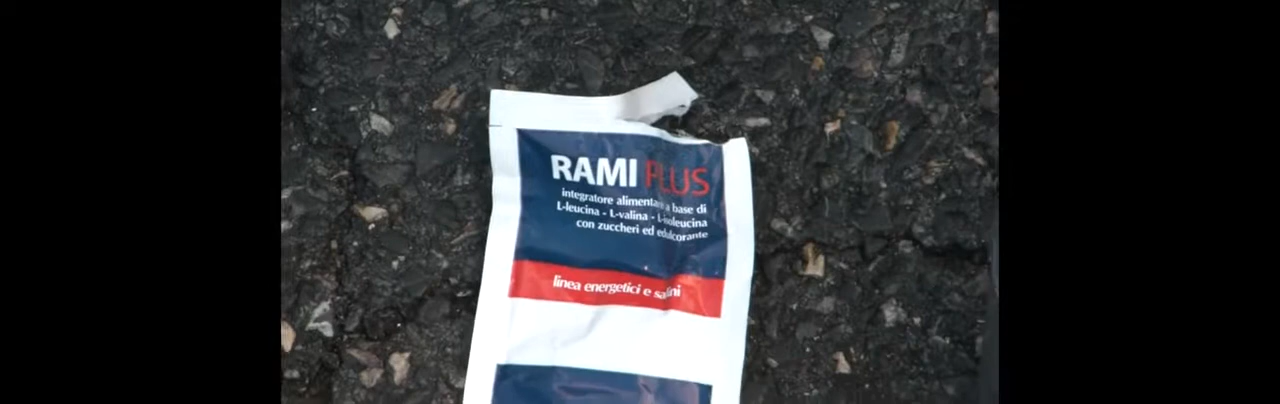 RAMI PLUS
integratore alimentare a base di
L-leucina - L-valina - L-isoleucina
con zuccheri ed edulcorante
linea energetici e salini